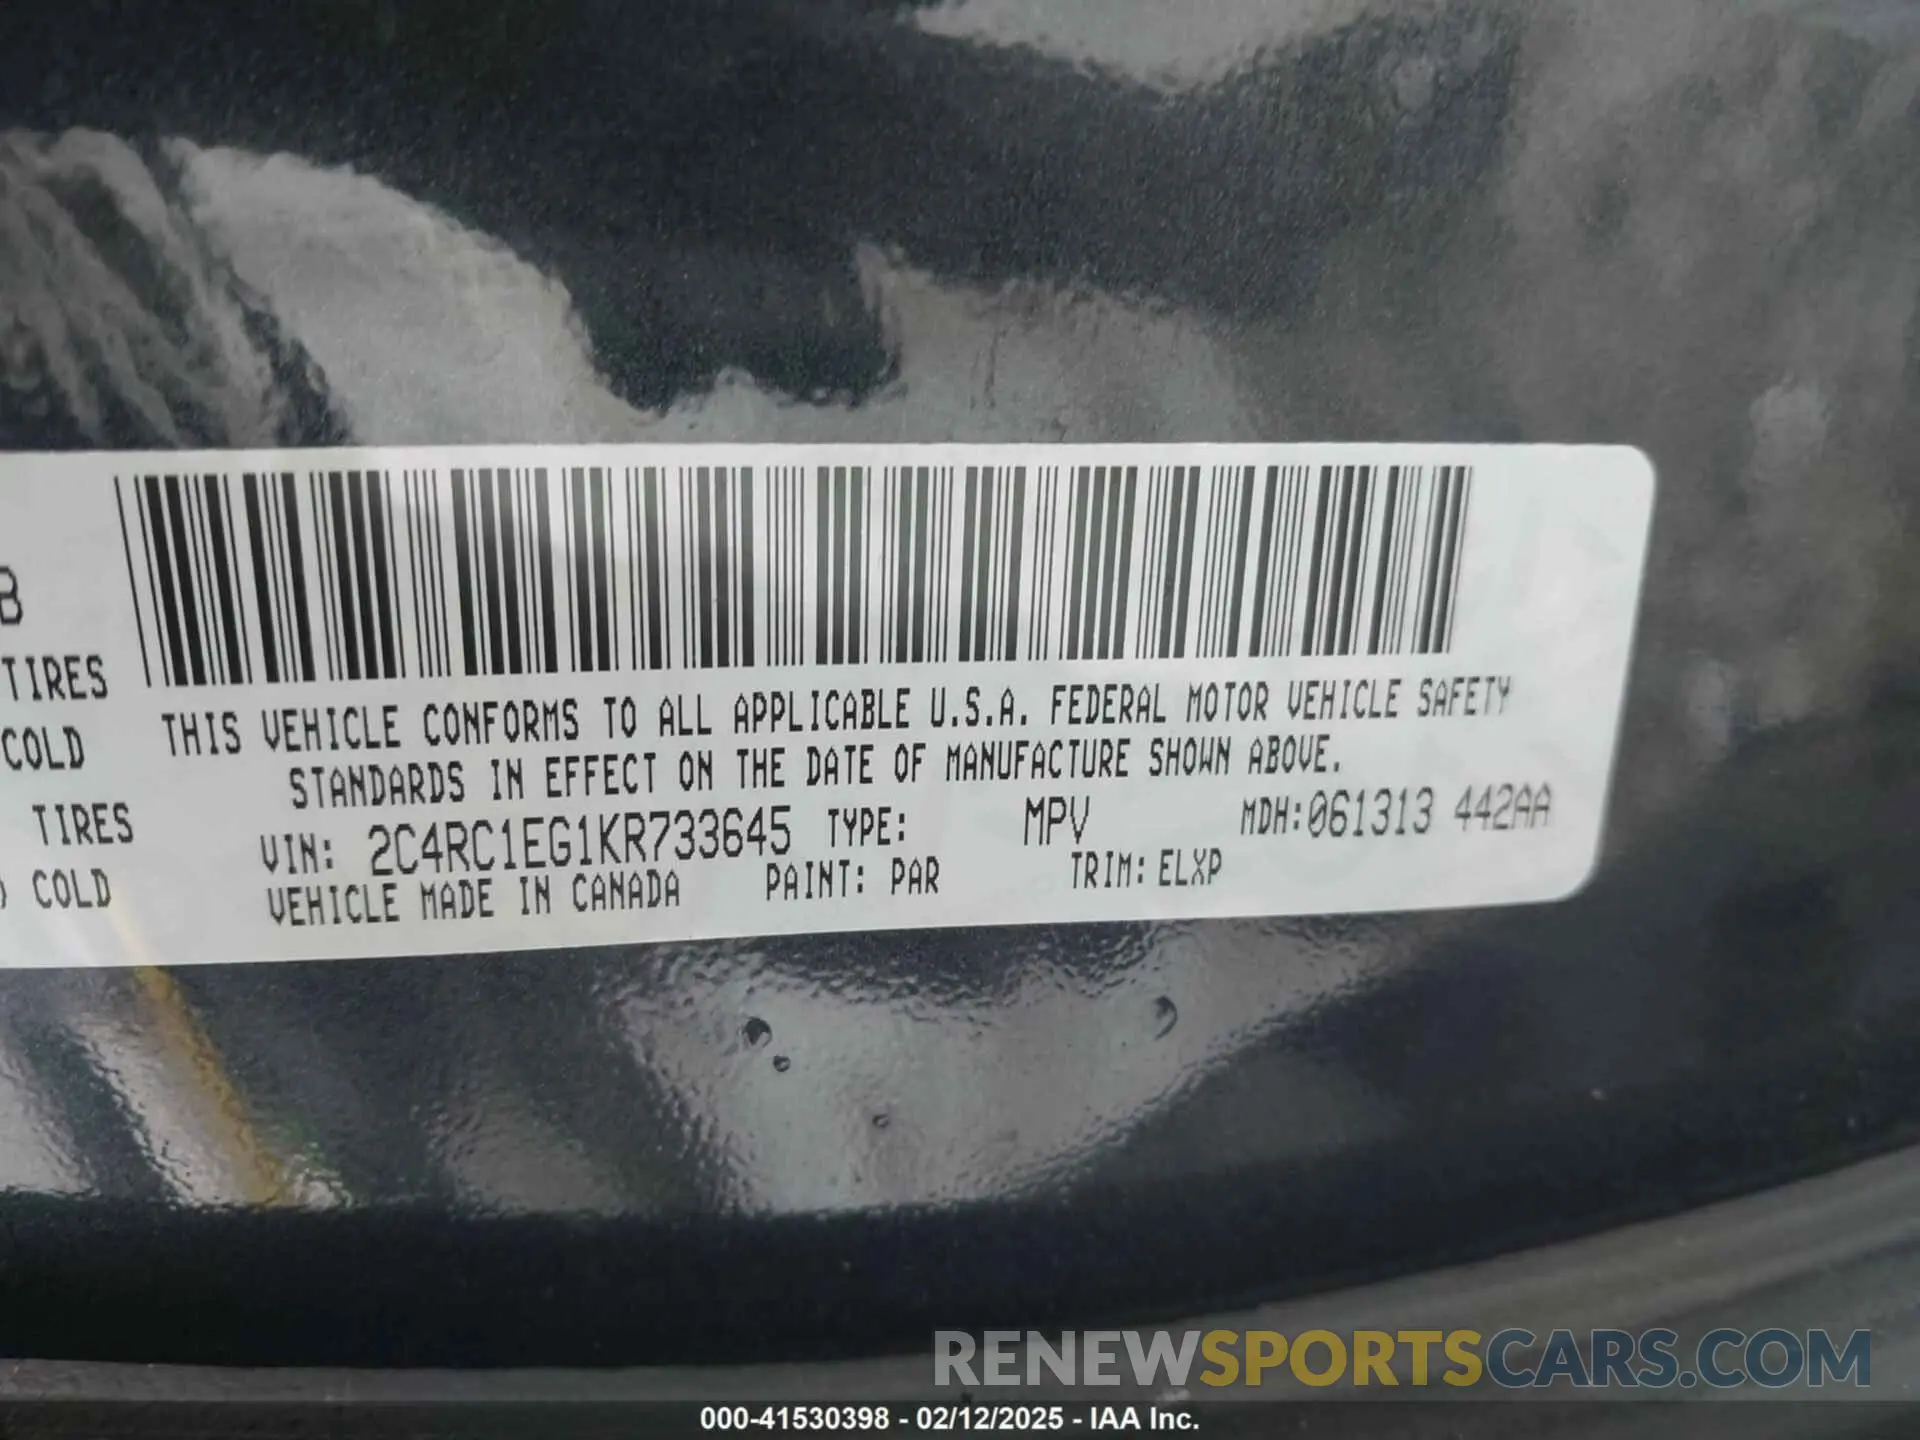 B
TIRES
COLD
TIRES
COLD
THIS VEHICLE CONFORMS TO ALL APPLICABLE U.S.A. FEDERAL MOTOR VEHICLE SAFETY
STANDARDS IN EFFECT ON THE DATE OF MANUFACTURE SHOWN ABOVE.
VIN: 2C4RC1EG1KR733645 TYPE: MPV MDH:061313 442AA
VEHICLE MADE IN CANADA PAINT: PAR TRIM: ELXP
RENEWSPORTSCARS.COM
000-41530398 - 02/12/2025 - IAA Inc.